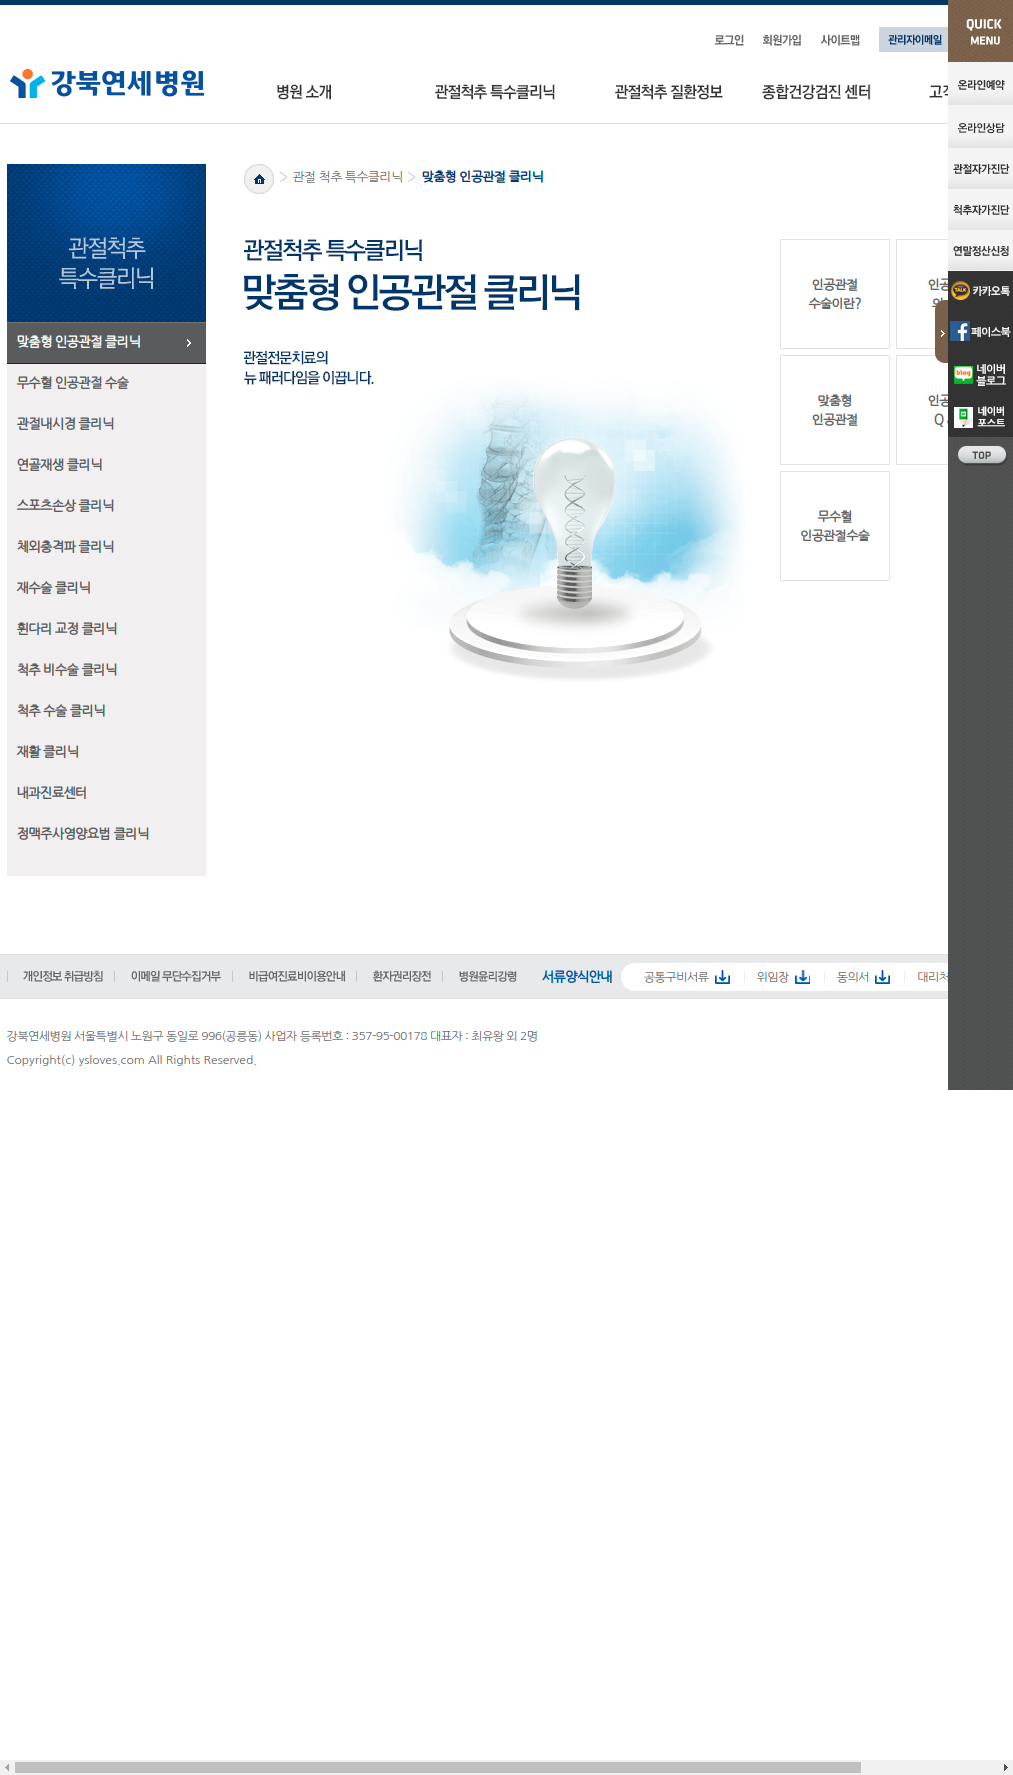 로그인 회원가입 사이트맵 관리자이메일
강북연세병원
병원 소개 관절척추 특수클리닉 관절척추 질환정보 종합건강검진 센터
QUICK
MENU
온라인예약
온라인상담
관절자가진단
척추자가진단
연말정산신청
TALK 카카오톡
페이스북
blog 네이버
블로그
네이버
포스트
TOP
관절척추
특수클리닉
맞춤형 인공관절 클리닉
무수혈 인공관절 수술
관절내시경 클리닉
연골재생 클리닉
스포츠손상 클리닉
체외충격파 클리닉
재수술 클리닉
휜다리 교정 클리닉
척추 비수술 클리닉
척추 수술 클리닉
재활 클리닉
내과진료센터
정맥주사영양요법 클리닉
> 관절 척추 특수클리닉 > 맞춤형 인공관절 클리닉
관절척추 특수클리닉
맞춤형 인공관절 클리닉
관절전문치료의
뉴 패러다임을 이끕니다.
인공관절
수술이란?
맞춤형
인공관절
무수혈
인공관절수술
개인정보 취급방침 이메일 무단수집거부 비급여진료비이용안내 환자권리장전 병원윤리강령 서류양식안내 공통구비서류 위임장 동의서 대리처
강북연세병원 서울특별시 노원구 동일로 996(공릉동) 사업자 등록번호 : 357-95-00178 대표자 : 최유왕 외 2명
Copyright(c) ysloves.com All Rights Reserved.